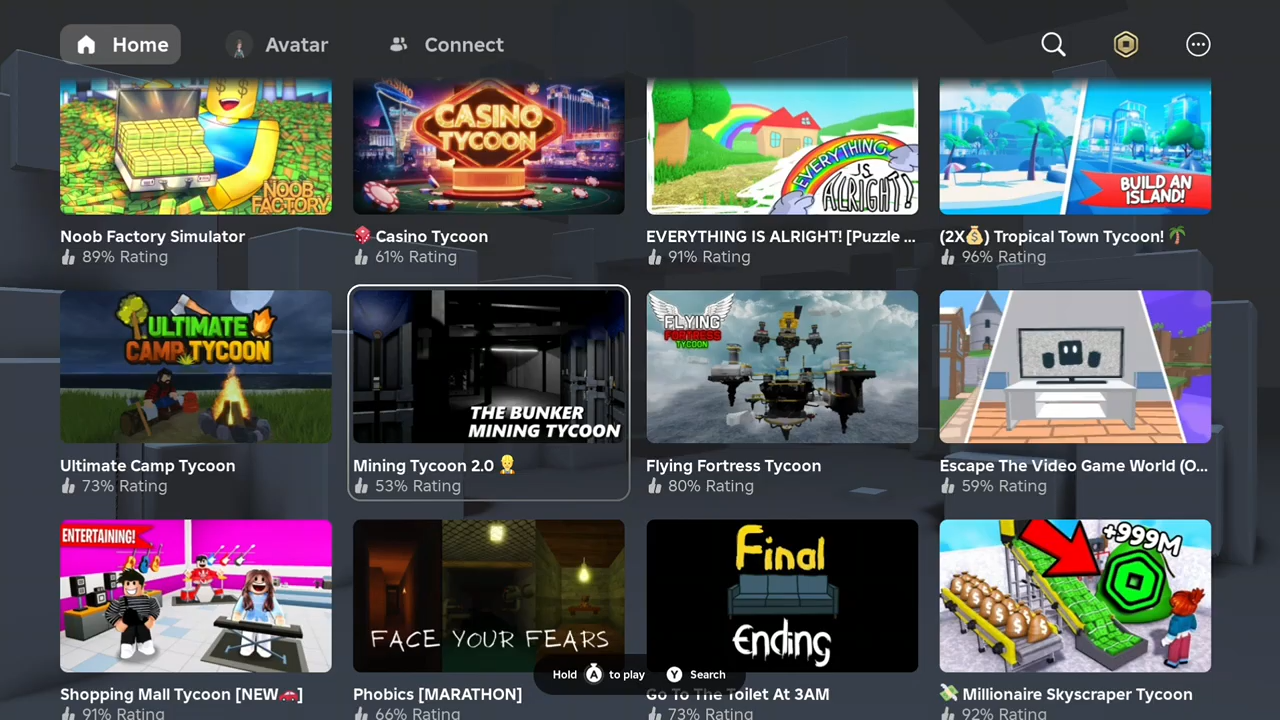 Home
Avatar
Connect
NOOB
FACTORY
CASINO
CASINO
TYCOON
EVERYTHING
IS
ALRIGHT!
BUILD AN
ISLAND!
Noob Factory Simulator
Casino Tycoon
EVERYTHING IS ALRIGHT! [Puzzle ...
(2X💰) Tropical Town Tycoon! 🌴
89% Rating
61% Rating
91% Rating
96% Rating
ULTIMATE
CAMP TYCOON
THE BUNKER
MINING TYCOON
FLYING
FORTRESS
TYCOON
Ultimate Camp Tycoon
Mining Tycoon 2.0 👷
Flying Fortress Tycoon
Escape The Video Game World (O...
73% Rating
53% Rating
80% Rating
59% Rating
ENTERTAINING!
FACE YOUR FEARS
Final
Ending
+999M
Hold A to play
Y Search
Shopping Mall Tycoon [NEW🚗]
Phobics [MARATHON]
Go To The Toilet At 3AM
💸 Millionaire Skyscraper Tycoon
91% Rating
66% Rating
73% Rating
92% Rating